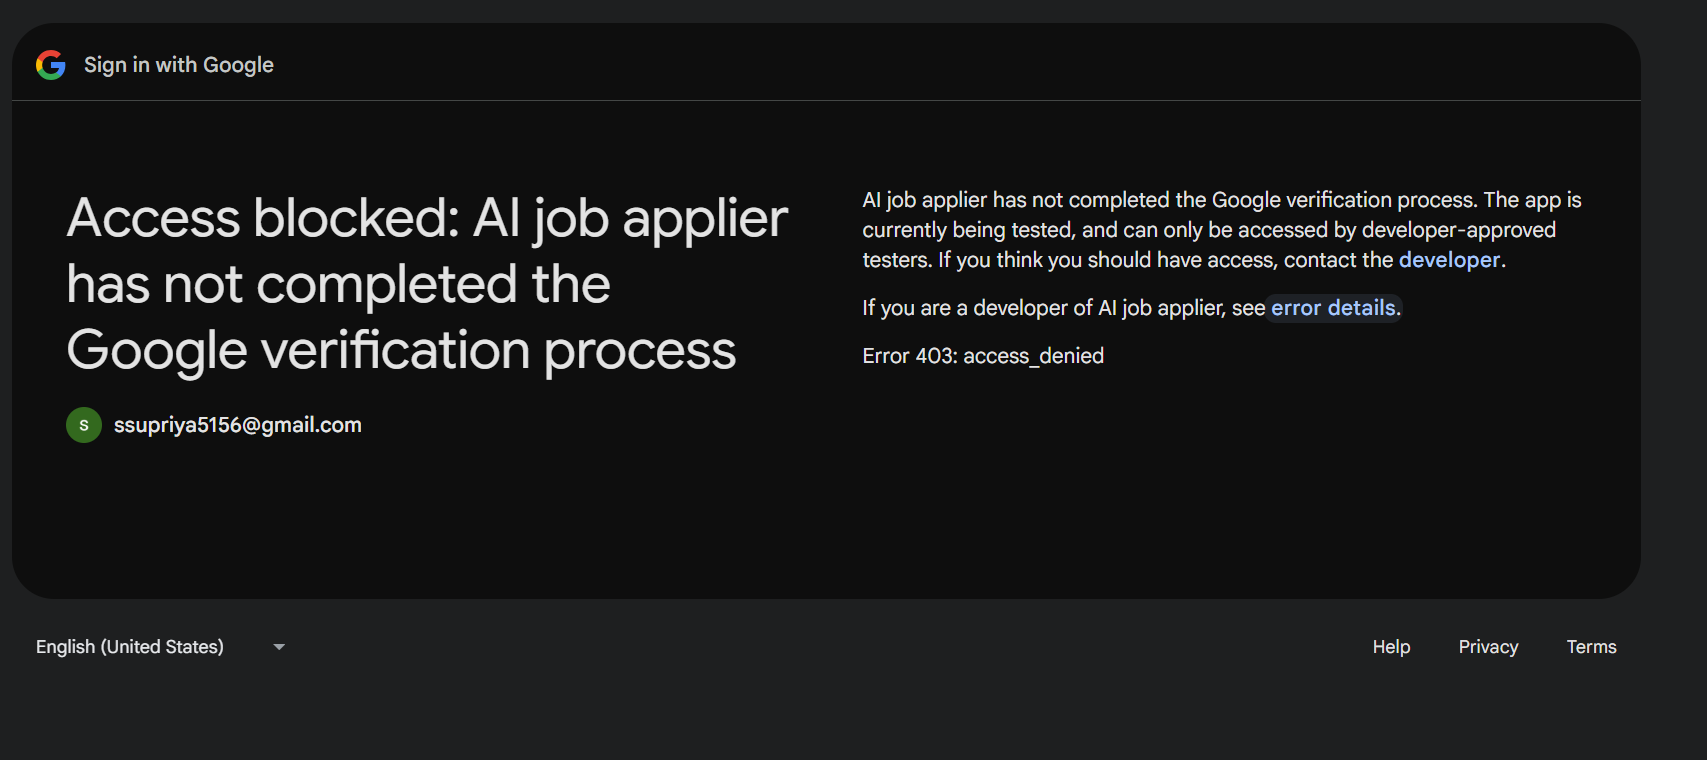 Sign in with Google
Access blocked: AI job applier
has not completed the
Google verification process
s
ssupriya5156@gmail.com
AI job applier has not completed the Google verification process. The app is
currently being tested, and can only be accessed by developer-approved
testers. If you think you should have access, contact the developer.
If you are a developer of AI job applier, see error details.
Error 403: access_denied
English (United States)
Help
Privacy
Terms